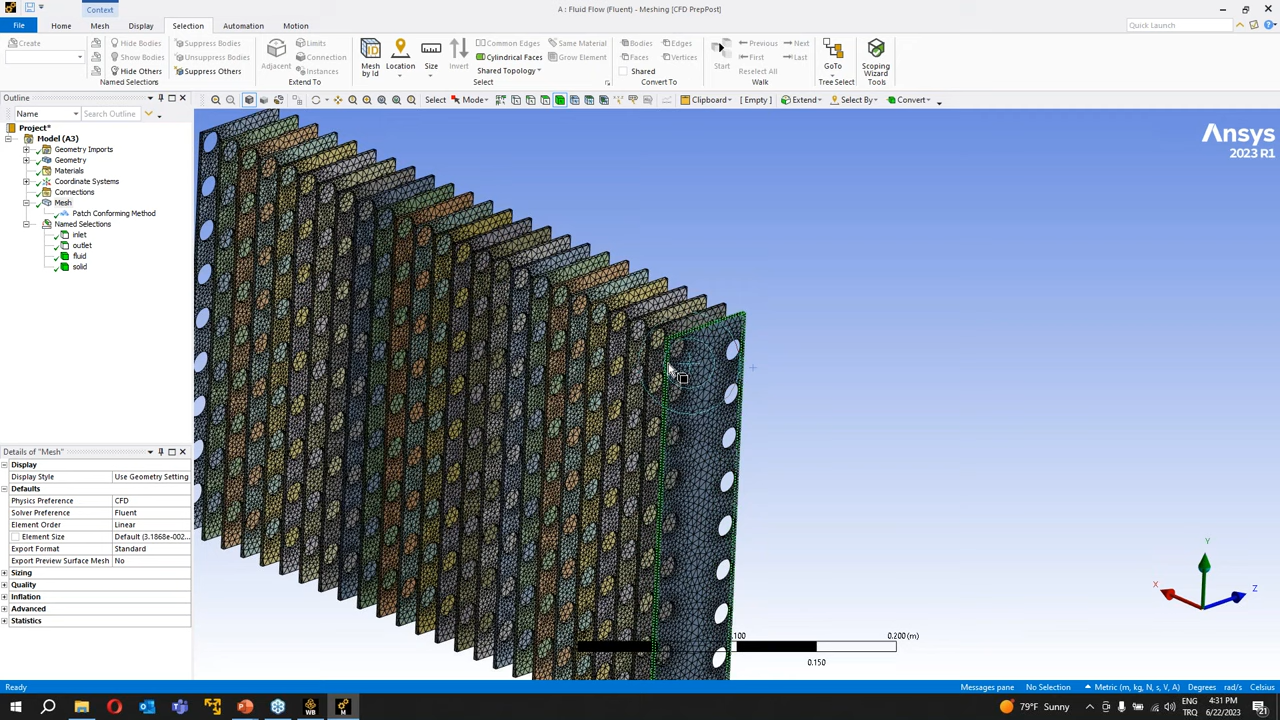 Context
A : Fluid Flow (Fluent) - Meshing [CFD PrepPost]
File Home Mesh Display Selection Automation Motion
Quick Launch
Create
Hide Bodies Suppress Bodies
Show Bodies Unsuppress Bodies
Hide Others Suppress Others
Named Selections
Adjacent
Limits
Connection
Instances
Extend To
Mesh by Id
Location
Size
Invert
Common Edges Same Material
Cylindrical Faces Grow Element
Shared Topology
Select
Bodies Edges
Faces Vertices
Shared
Convert To
Start
Previous Next
First Last
Reselect All
Walk
GoTo
Tree Select
Scoping Wizard
Tools
Outline
Select Mode Clipboard [ Empty ] Extend Select By Convert
Name Search Outline
Project*
Model (A3)
Geometry Imports
Geometry
Materials
Coordinate Systems
Connections
Mesh
Patch Conforming Method
Named Selections
inlet
outlet
fluid
solid
Ansys
2023 R1
Details of "Mesh"
Display
Display Style Use Geometry Setting
Defaults
Physics Preference CFD
Solver Preference Fluent
Element Order Linear
Element Size Default (3.1868e-002...
Export Format Standard
Export Preview Surface Mesh No
Sizing
Quality
Inflation
Advanced
Statistics
Y
X
Z
0.100
0.200 (m)
0.150
Ready
Messages pane No Selection Metric (m, kg, N, s, V, A) Degrees rad/s Celsius
WB
M
79°F Sunny
ENG
TRQ
4:31 PM
6/22/2023
21